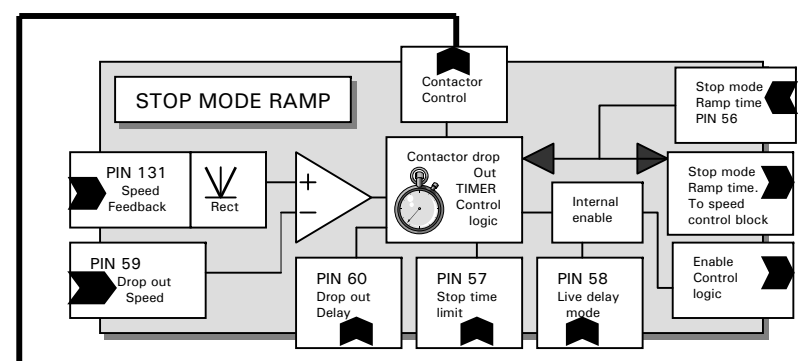 Contactor
Control
STOP MODE RAMP
Stop mode
Ramp time
PIN 56
PIN 131
Speed
Feedback
Rect
+
−
Contactor drop
Out
TIMER
Control
logic
Stop mode
Ramp time.
To speed
control block
Internal
enable
PIN 59
Drop out
Speed
PIN 60
Drop out
Delay
PIN 57
Stop time
limit
PIN 58
Live delay
mode
Enable
Control
logic